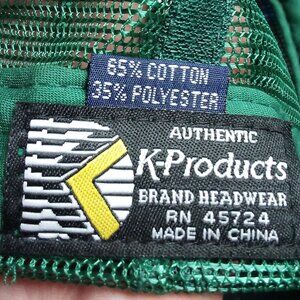 65% COTTON
35% POLYESTER
AUTHENTIC
K-Products
BRAND HEADWEAR
RN 45724
MADE IN CHINA